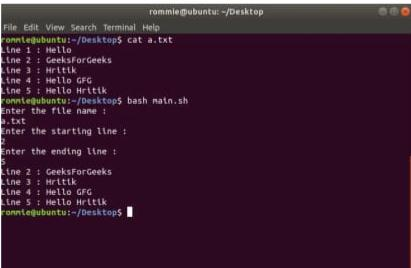 rommie@ubuntu: ~/Desktop
File Edit View Search Terminal Help
rommie@ubuntu:~/Desktop$ cat a.txt
Line 1 : Hello
Line 2 : GeeksForGeeks
Line 3 : Hritik
Line 4 : Hello GFG
Line 5 : Hello Hritik
rommie@ubuntu:~/Desktop$ bash main.sh
Enter the file name :
a.txt
Enter the starting line :
2
Enter the ending line :
5
Line 2 : GeeksForGeeks
Line 3 : Hritik
Line 4 : Hello GFG
Line 5 : Hello Hritik
rommie@ubuntu:~/Desktop$